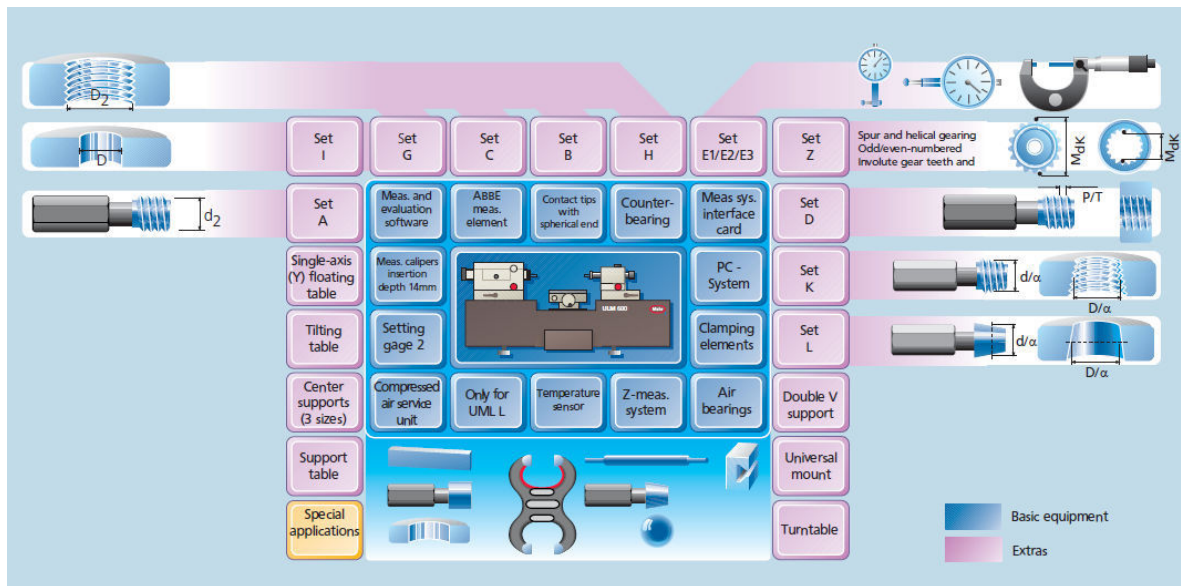 D2
Set
I
Set
G
Set
C
Set
B
Set
H
Set
E1/E2/E3
Set
Z
Spur and helical gearing
Odd/even-numbered
Involute gear teeth and
MdK
MdK
D
Set
A
Meas. and
evaluation
software
ABBE
meas.
element
Contact tips
with
spherical end
Counter-
bearing
Meas sys.
interface
card
Set
D
P/T
d2
Single-axis
(Y) floating
table
Meas. calipers
insertion
depth 14mm
PC -
System
Set
K
d/α
D/α
Tilting
table
Setting
gage 2
Clamping
elements
Set
L
d/α
D/α
Center
supports
(3 sizes)
Compressed
air service
unit
Only for
UML L
Temperature
sensor
Z-meas.
system
Air
bearings
Double V
support
Support
table
Universal
mount
Special
applications
Turntable
Basic equipment
Extras